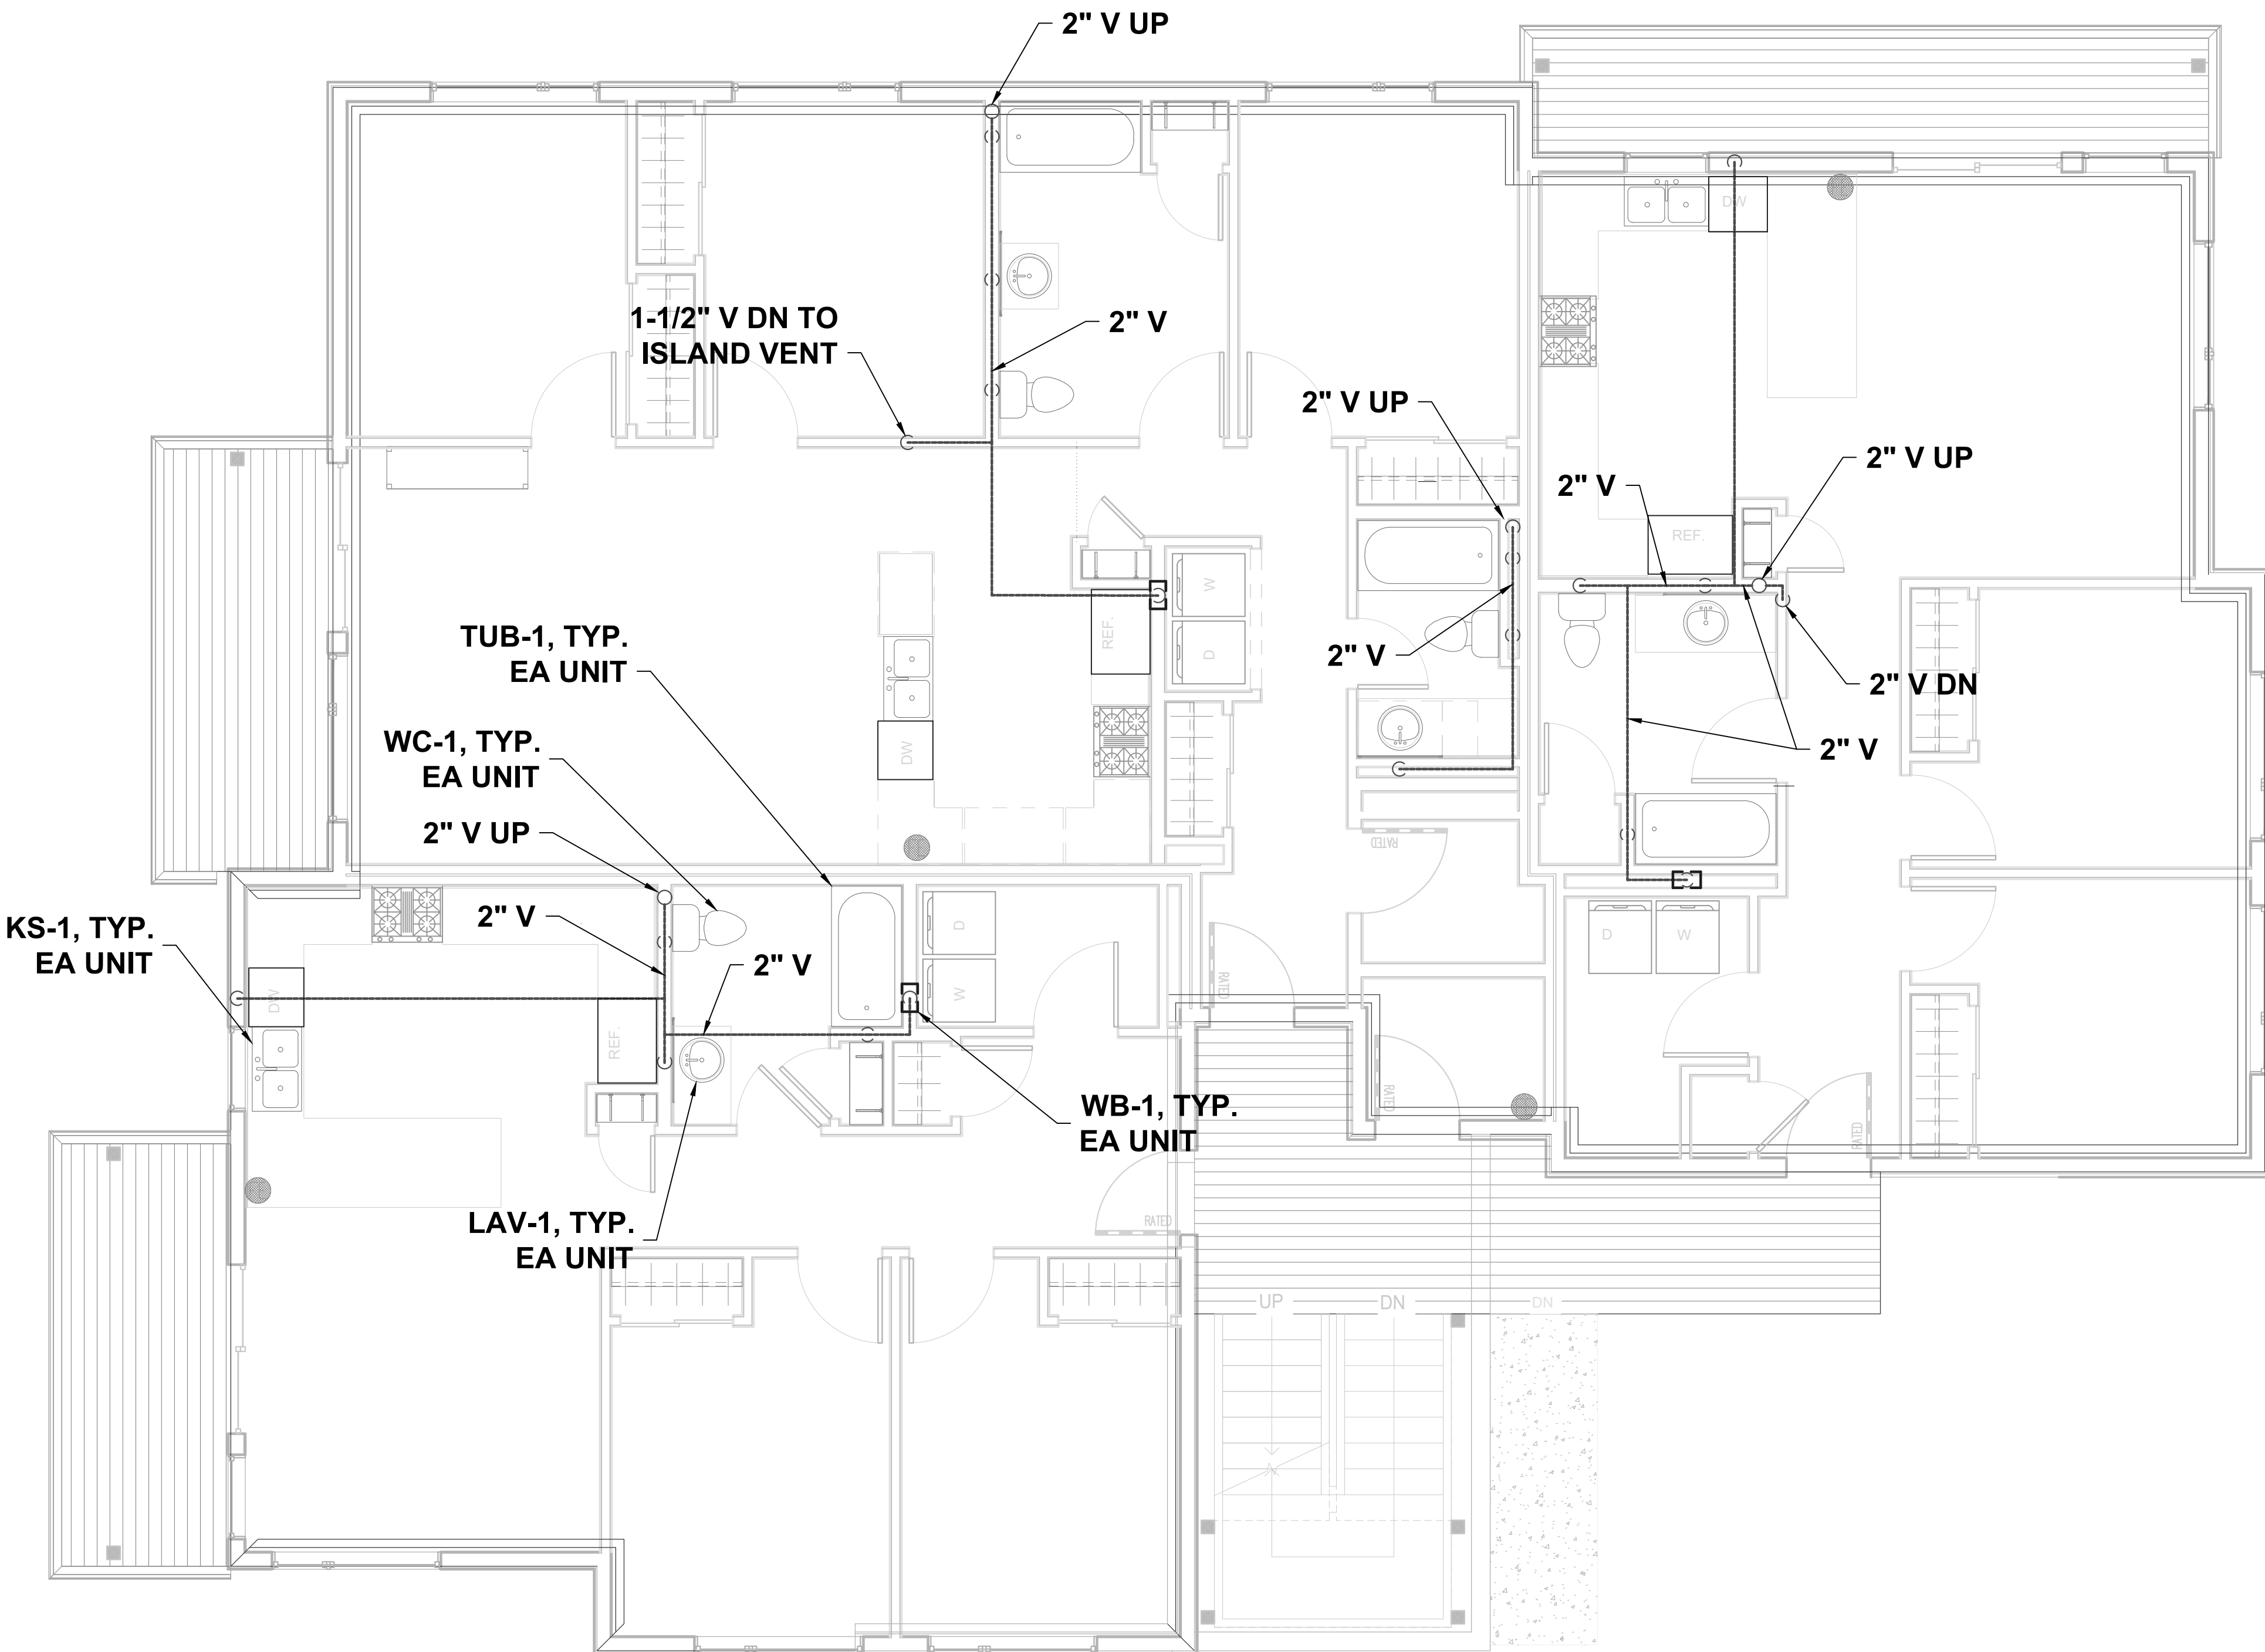 2" V UP
DW
1-1/2" V DN TO
ISLAND VENT
2" V
2" V UP
2" V UP
2" V
REF.
W
D
REF.
TUB-1, TYP.
EA UNIT
2" V
2" V DN
WC-1, TYP.
EA UNIT
DW
2" V
2" V UP
RATED
KS-1, TYP.
EA UNIT
2" V
D
D
W
2" V
RATED
DW
W
REF.
RATED
WB-1, TYP.
EA UNIT
RATED
LAV-1, TYP.
EA UNIT
RATED
UP
DN
DN